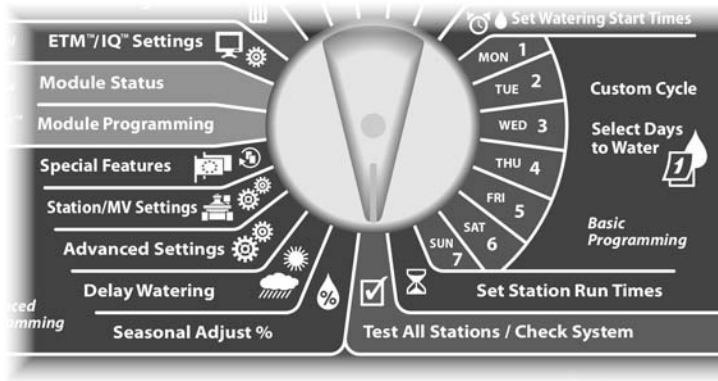 Set Watering Start Times
ETM™/IQ™ Settings
Module Status
Module Programming
Special Features
Station/MV Settings
Advanced Settings
Delay Watering
Seasonal Adjust %
MON 1
TUE 2
WED 3
THU 4
FRI 5
SAT 6
SUN 7
Custom Cycle
Select Days
to Water
1
Basic
Programming
%
Set Station Run Times
Test All Stations / Check System